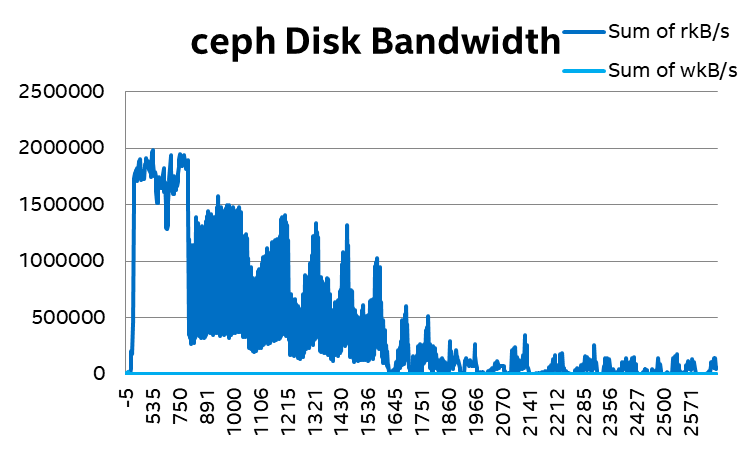 ceph Disk Bandwidth
Sum of rkB/s
Sum of wkB/s
2500000
2000000
1500000
1000000
500000
0
-5 535 750 891 1000 1106 1215 1321 1430 1536 1645 1751 1860 1966 2070 2141 2212 2285 2356 2427 2500 2571